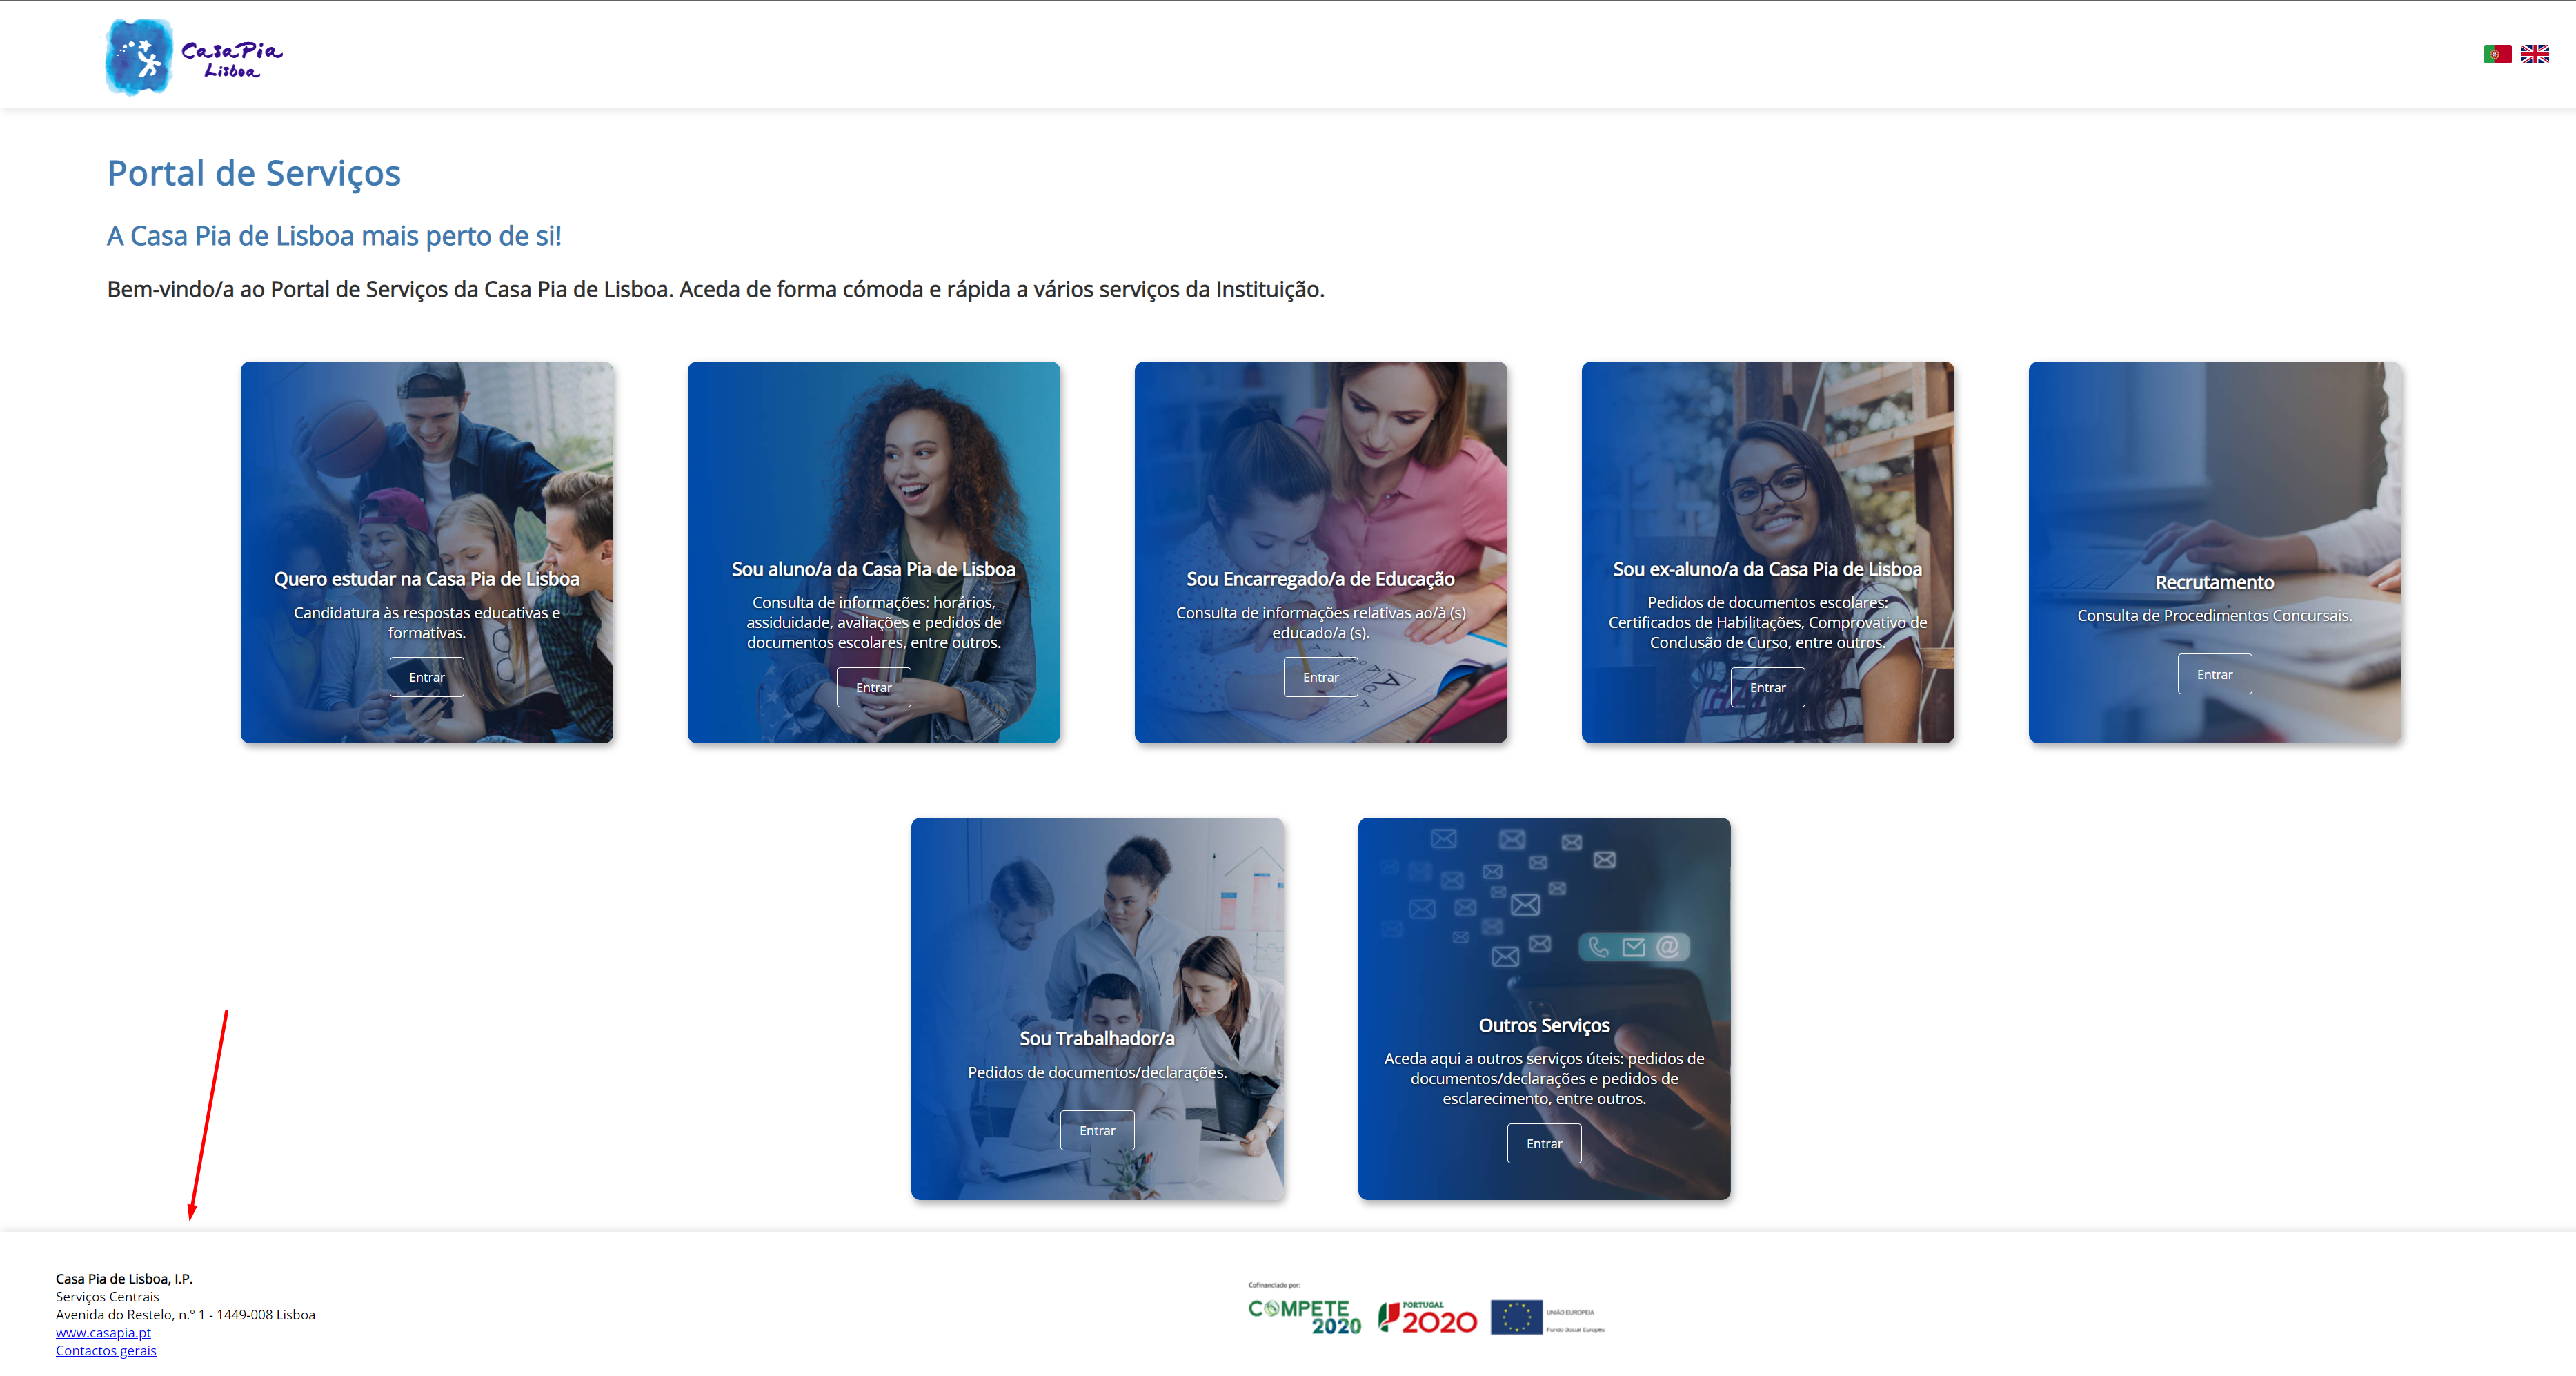 CasaPia
Lisboa
Portal de Serviços
A Casa Pia de Lisboa mais perto de si!
Bem-vindo/a ao Portal de Serviços da Casa Pia de Lisboa. Aceda de forma cómoda e rápida a vários serviços da Instituição.
Quero estudar na Casa Pia de Lisboa
Candidatura às respostas educativas e
formativas.
Entrar
Sou aluno/a da Casa Pia de Lisboa
Consulta de informações: horários,
assiduidade, avaliações e pedidos de
documentos escolares, entre outros.
Entrar
Sou Encarregado/a de Educação
Consulta de informações relativas ao/à (s)
educado/a (s).
Entrar
Sou ex-aluno/a da Casa Pia de Lisboa
Pedidos de documentos escolares:
Certificados de Habilitações, Comprovativo de
Conclusão de Curso, entre outros.
Entrar
Recrutamento
Consulta de Procedimentos Concursais.
Entrar
Sou Trabalhador/a
Pedidos de documentos/declarações.
Entrar
Outros Serviços
Aceda aqui a outros serviços úteis: pedidos de
documentos/declarações e pedidos de
esclarecimento, entre outros.
Entrar
Casa Pia de Lisboa, I.P.
Serviços Centrais
Avenida do Restelo, n.º 1 - 1449-008 Lisboa
www.casapia.pt
Contactos gerais
Cofinanciado por:
COMPETE
2020
PORTUGAL
2020
UNIÃO EUROPEIA
Fundo Social Europeu